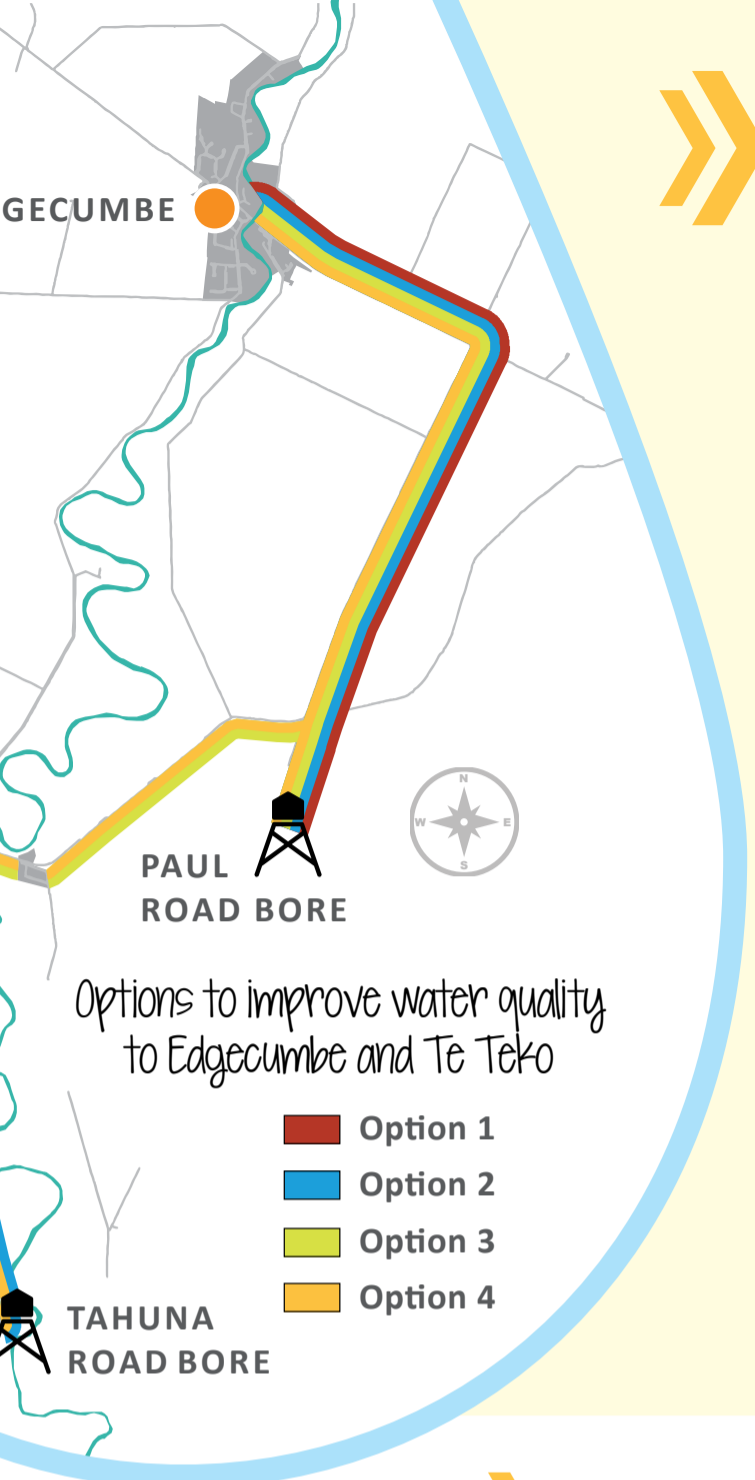 GECUMBE
N
W E
S
PAUL
ROAD BORE
Options to improve water quality
to Edgecumbe and Te Teko
Option 1
Option 2
Option 3
Option 4
TAHUNA
ROAD BORE